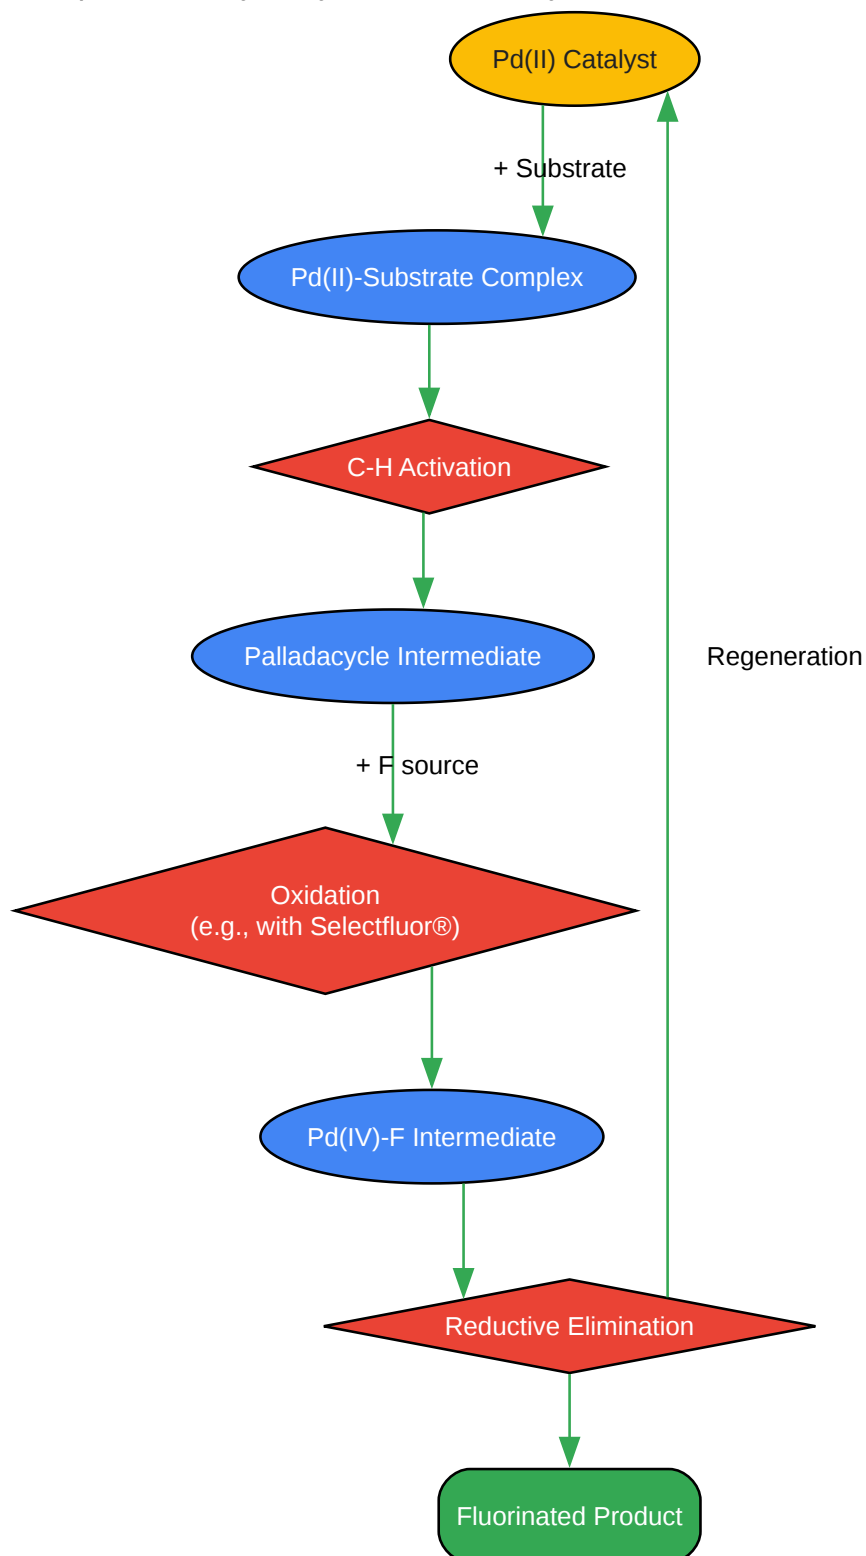 Pd(II) Catalyst
+ Substrate
Pd(II)-Substrate Complex
C-H Activation
Palladacycle Intermediate
Regeneration
+ F source
Oxidation
(e.g., with Selectfluor®)
Pd(IV)-F Intermediate
Reductive Elimination
Fluorinated Product